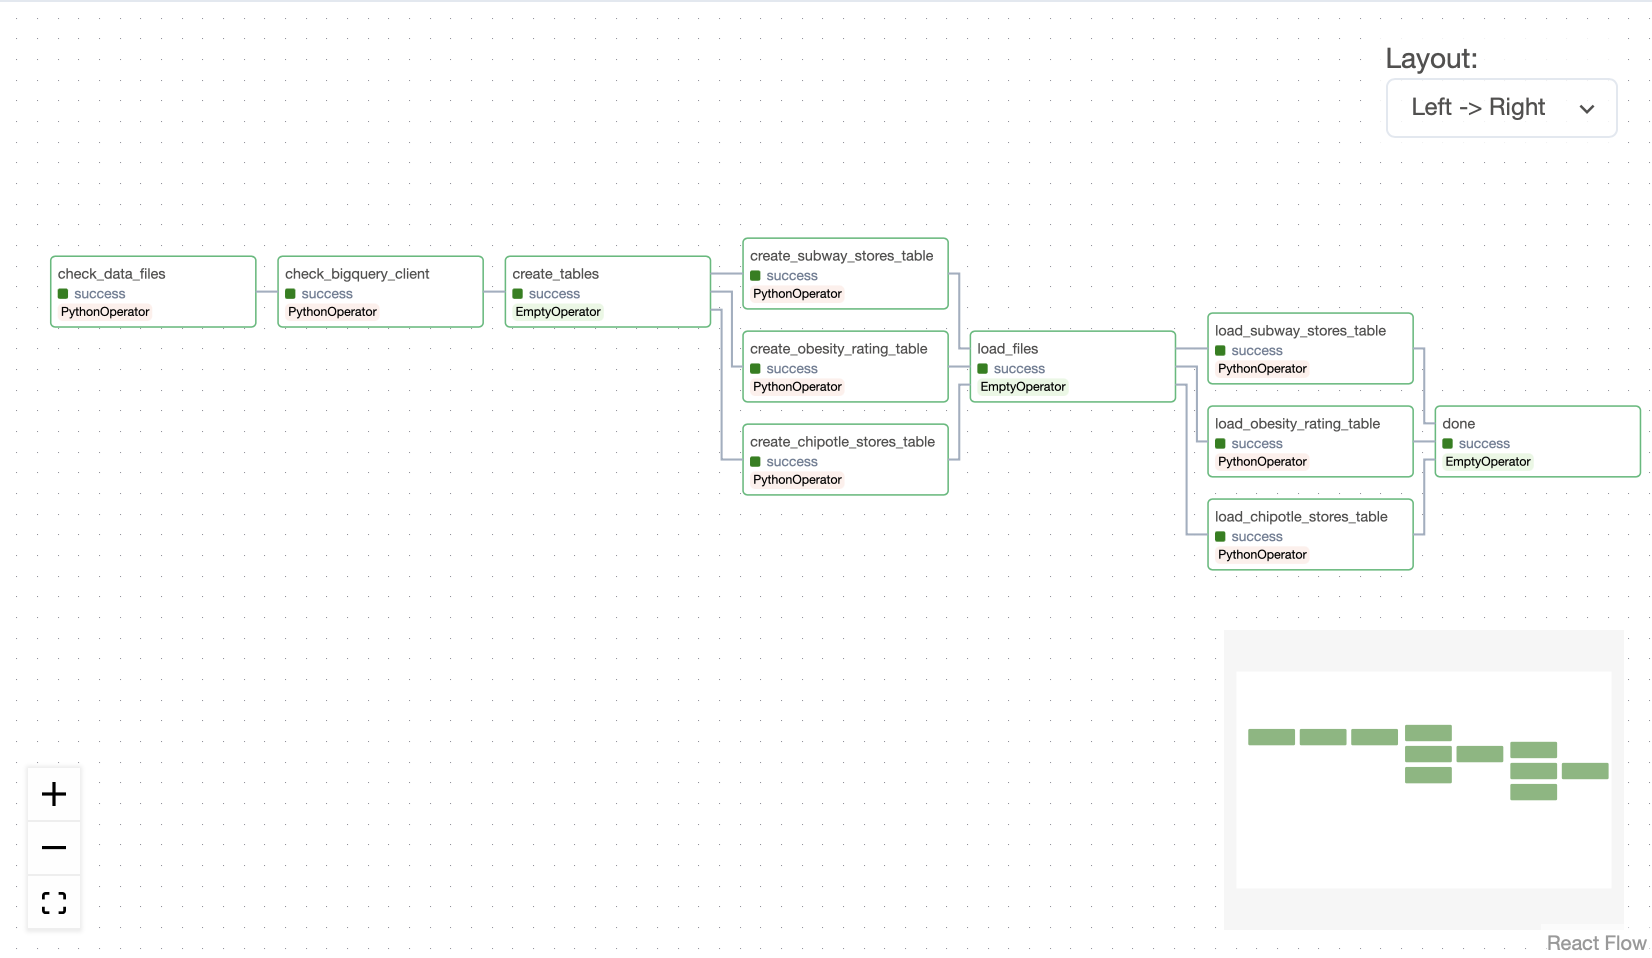 Layout:
Left -> Right
check_data_files
success
PythonOperator
check_bigquery_client
success
PythonOperator
create_tables
success
EmptyOperator
create_subway_stores_table
success
PythonOperator
create_obesity_rating_table
success
PythonOperator
create_chipotle_stores_table
success
PythonOperator
load_files
success
EmptyOperator
load_subway_stores_table
success
PythonOperator
load_obesity_rating_table
success
PythonOperator
load_chipotle_stores_table
success
PythonOperator
done
success
EmptyOperator
React Flow